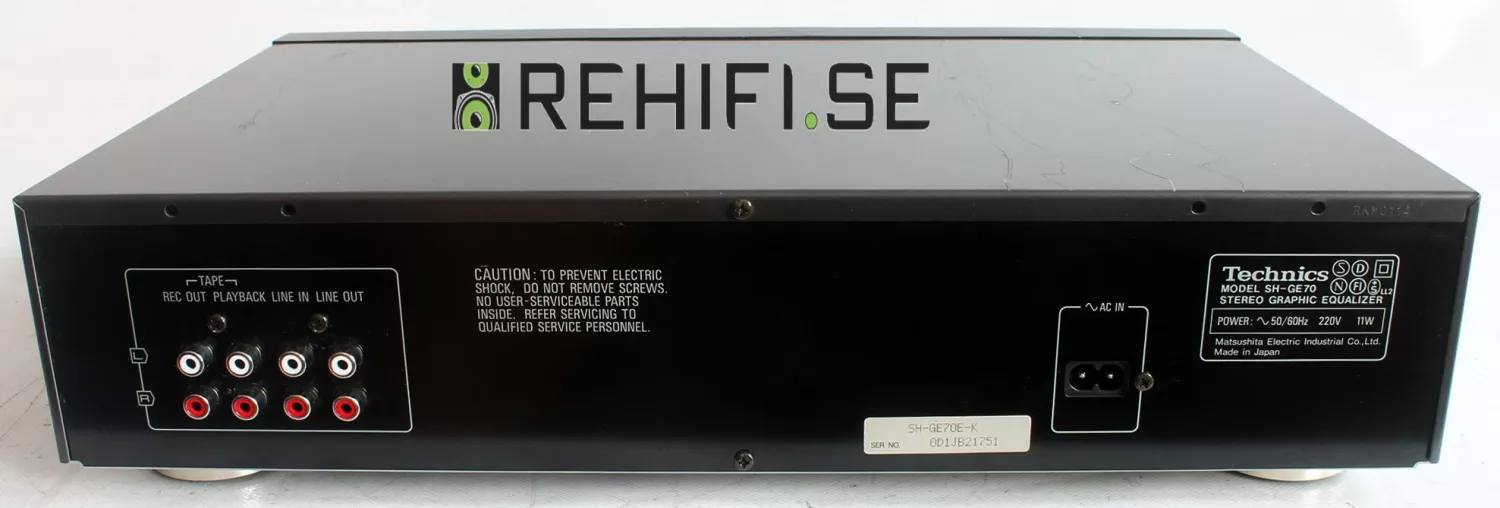 REHIFI.SE
RKM0114
TAPE
REC OUT PLAYBACK LINE IN LINE OUT
L
R
CAUTION: TO PREVENT ELECTRIC
SHOCK, DO NOT REMOVE SCREWS.
NO USER-SERVICEABLE PARTS
INSIDE. REFER SERVICING TO
QUALIFIED SERVICE PERSONNEL.
SH-GE70E-K
SER. NO. 0D1JB21751
AC IN
Technics S D
MODEL SH-GE70 N FI S LL2
STEREO GRAPHIC EQUALIZER
POWER: ∿ 50/60Hz 220V 11W
Matsushita Electric Industrial Co., Ltd.
Made in Japan